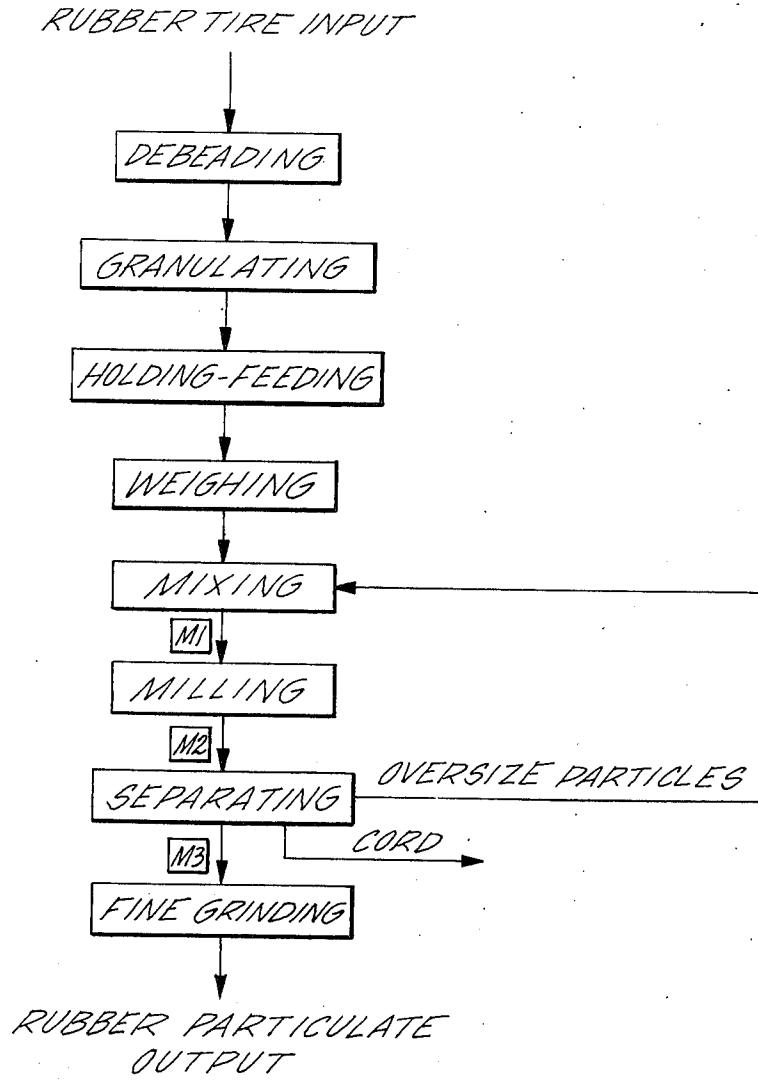 RUBBER TIRE INPUT
DEBEADING
GRANULATING
HOLDING-FEEDING
WEIGHING
MIXING
M1
MILLING
M2
OVERSIZE PARTICLES
SEPARATING
CORD
M3
FINE GRINDING
RUBBER PARTICULATE
OUTPUT